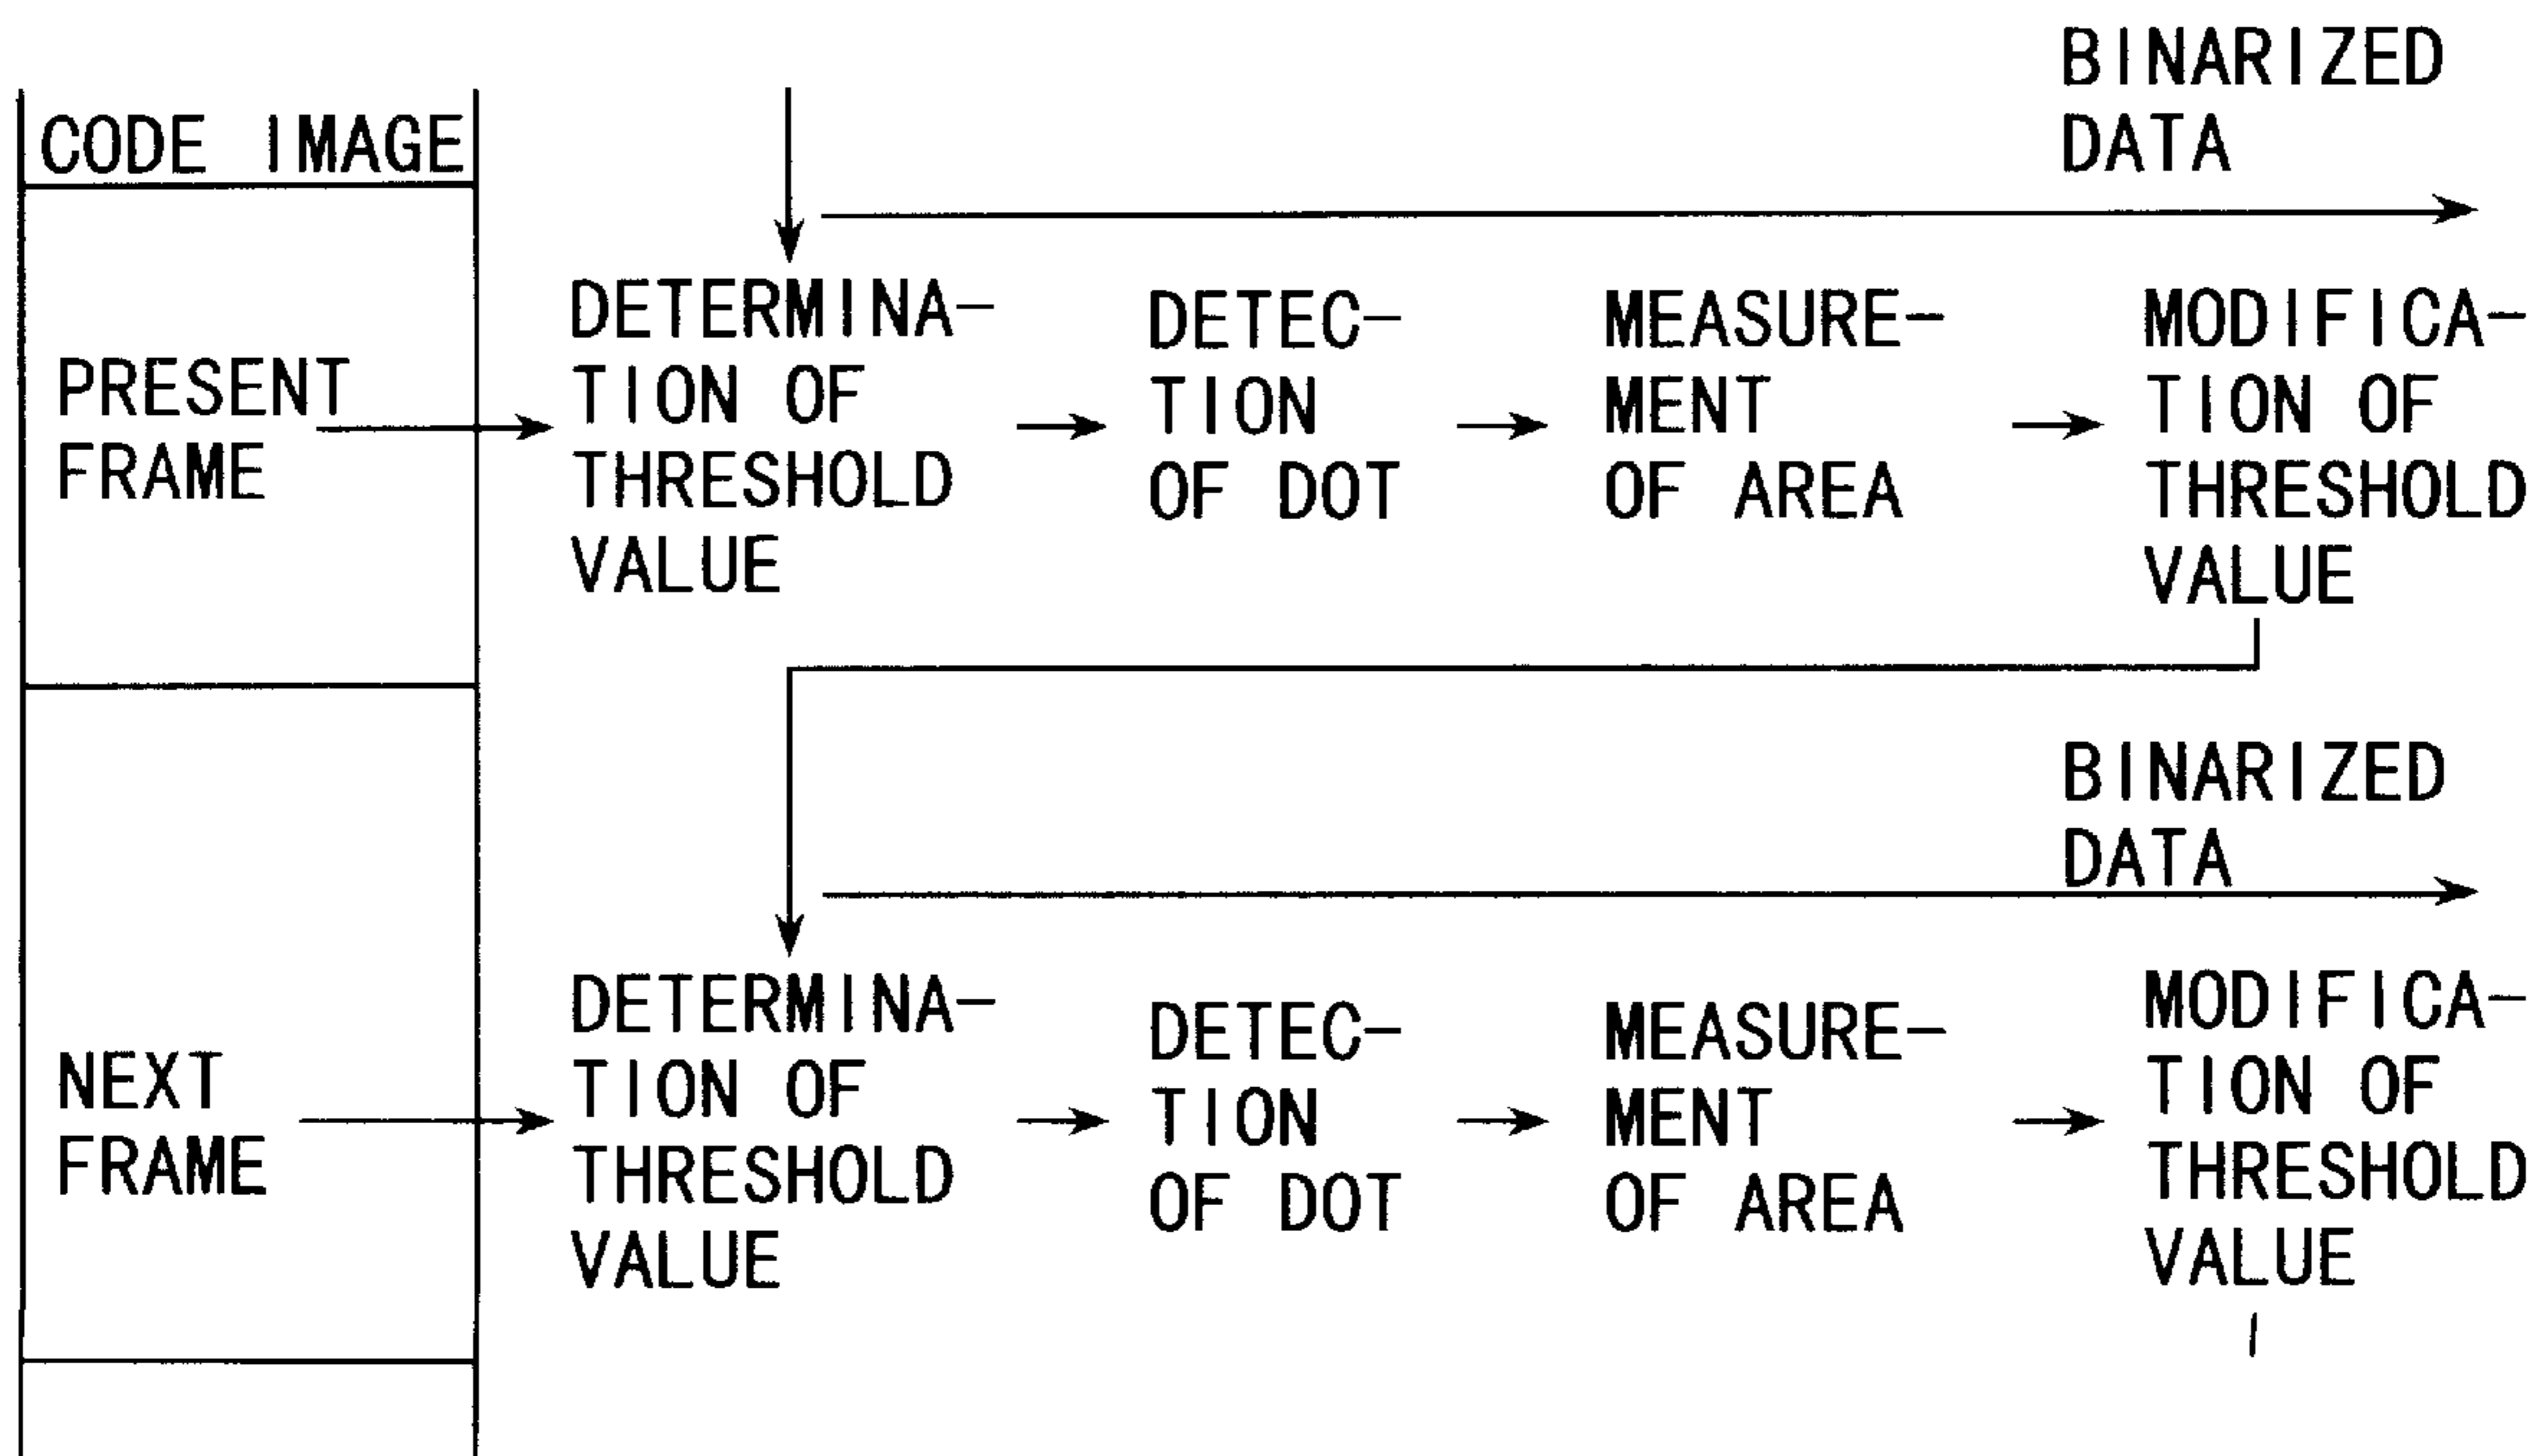 CODE IMAGE
BINARIZED
DATA
PRESENT
FRAME
DETERMINA-
TION OF
THRESHOLD
VALUE
DETEC-
TION
OF DOT
MEASURE-
MENT
OF AREA
MODIFICA-
TION OF
THRESHOLD
VALUE
BINARIZED
DATA
NEXT
FRAME
DETERMINA-
TION OF
THRESHOLD
VALUE
DETEC-
TION
OF DOT
MEASURE-
MENT
OF AREA
MODIFICA-
TION OF
THRESHOLD
VALUE